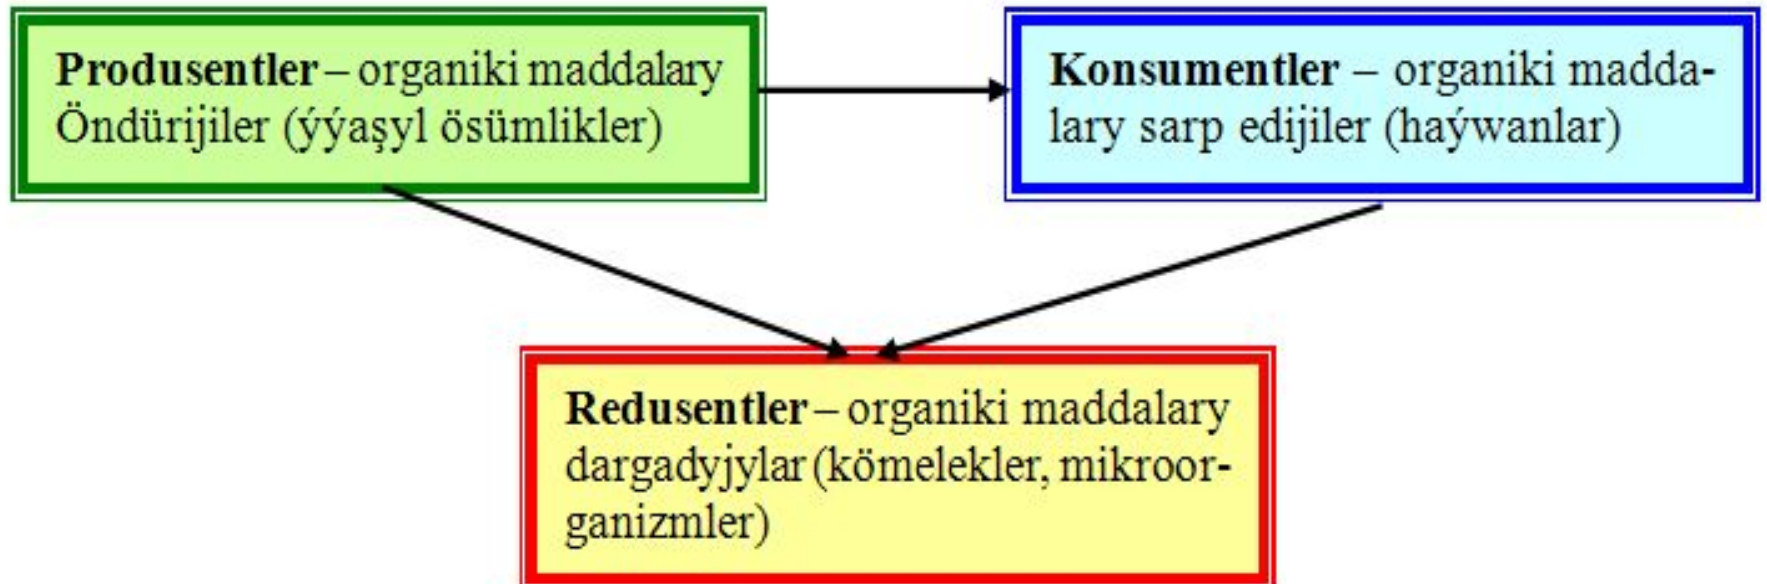 Produsentler – organiki maddalary
Öndürijiler (ýýaşyl ösümlikler)
Konsumentler – organiki madda-
lary sarp edijiler (haýwanlar)
Redusentler – organiki maddalary
dargadyjylar (kömelekler, mikroor-
ganizmler)